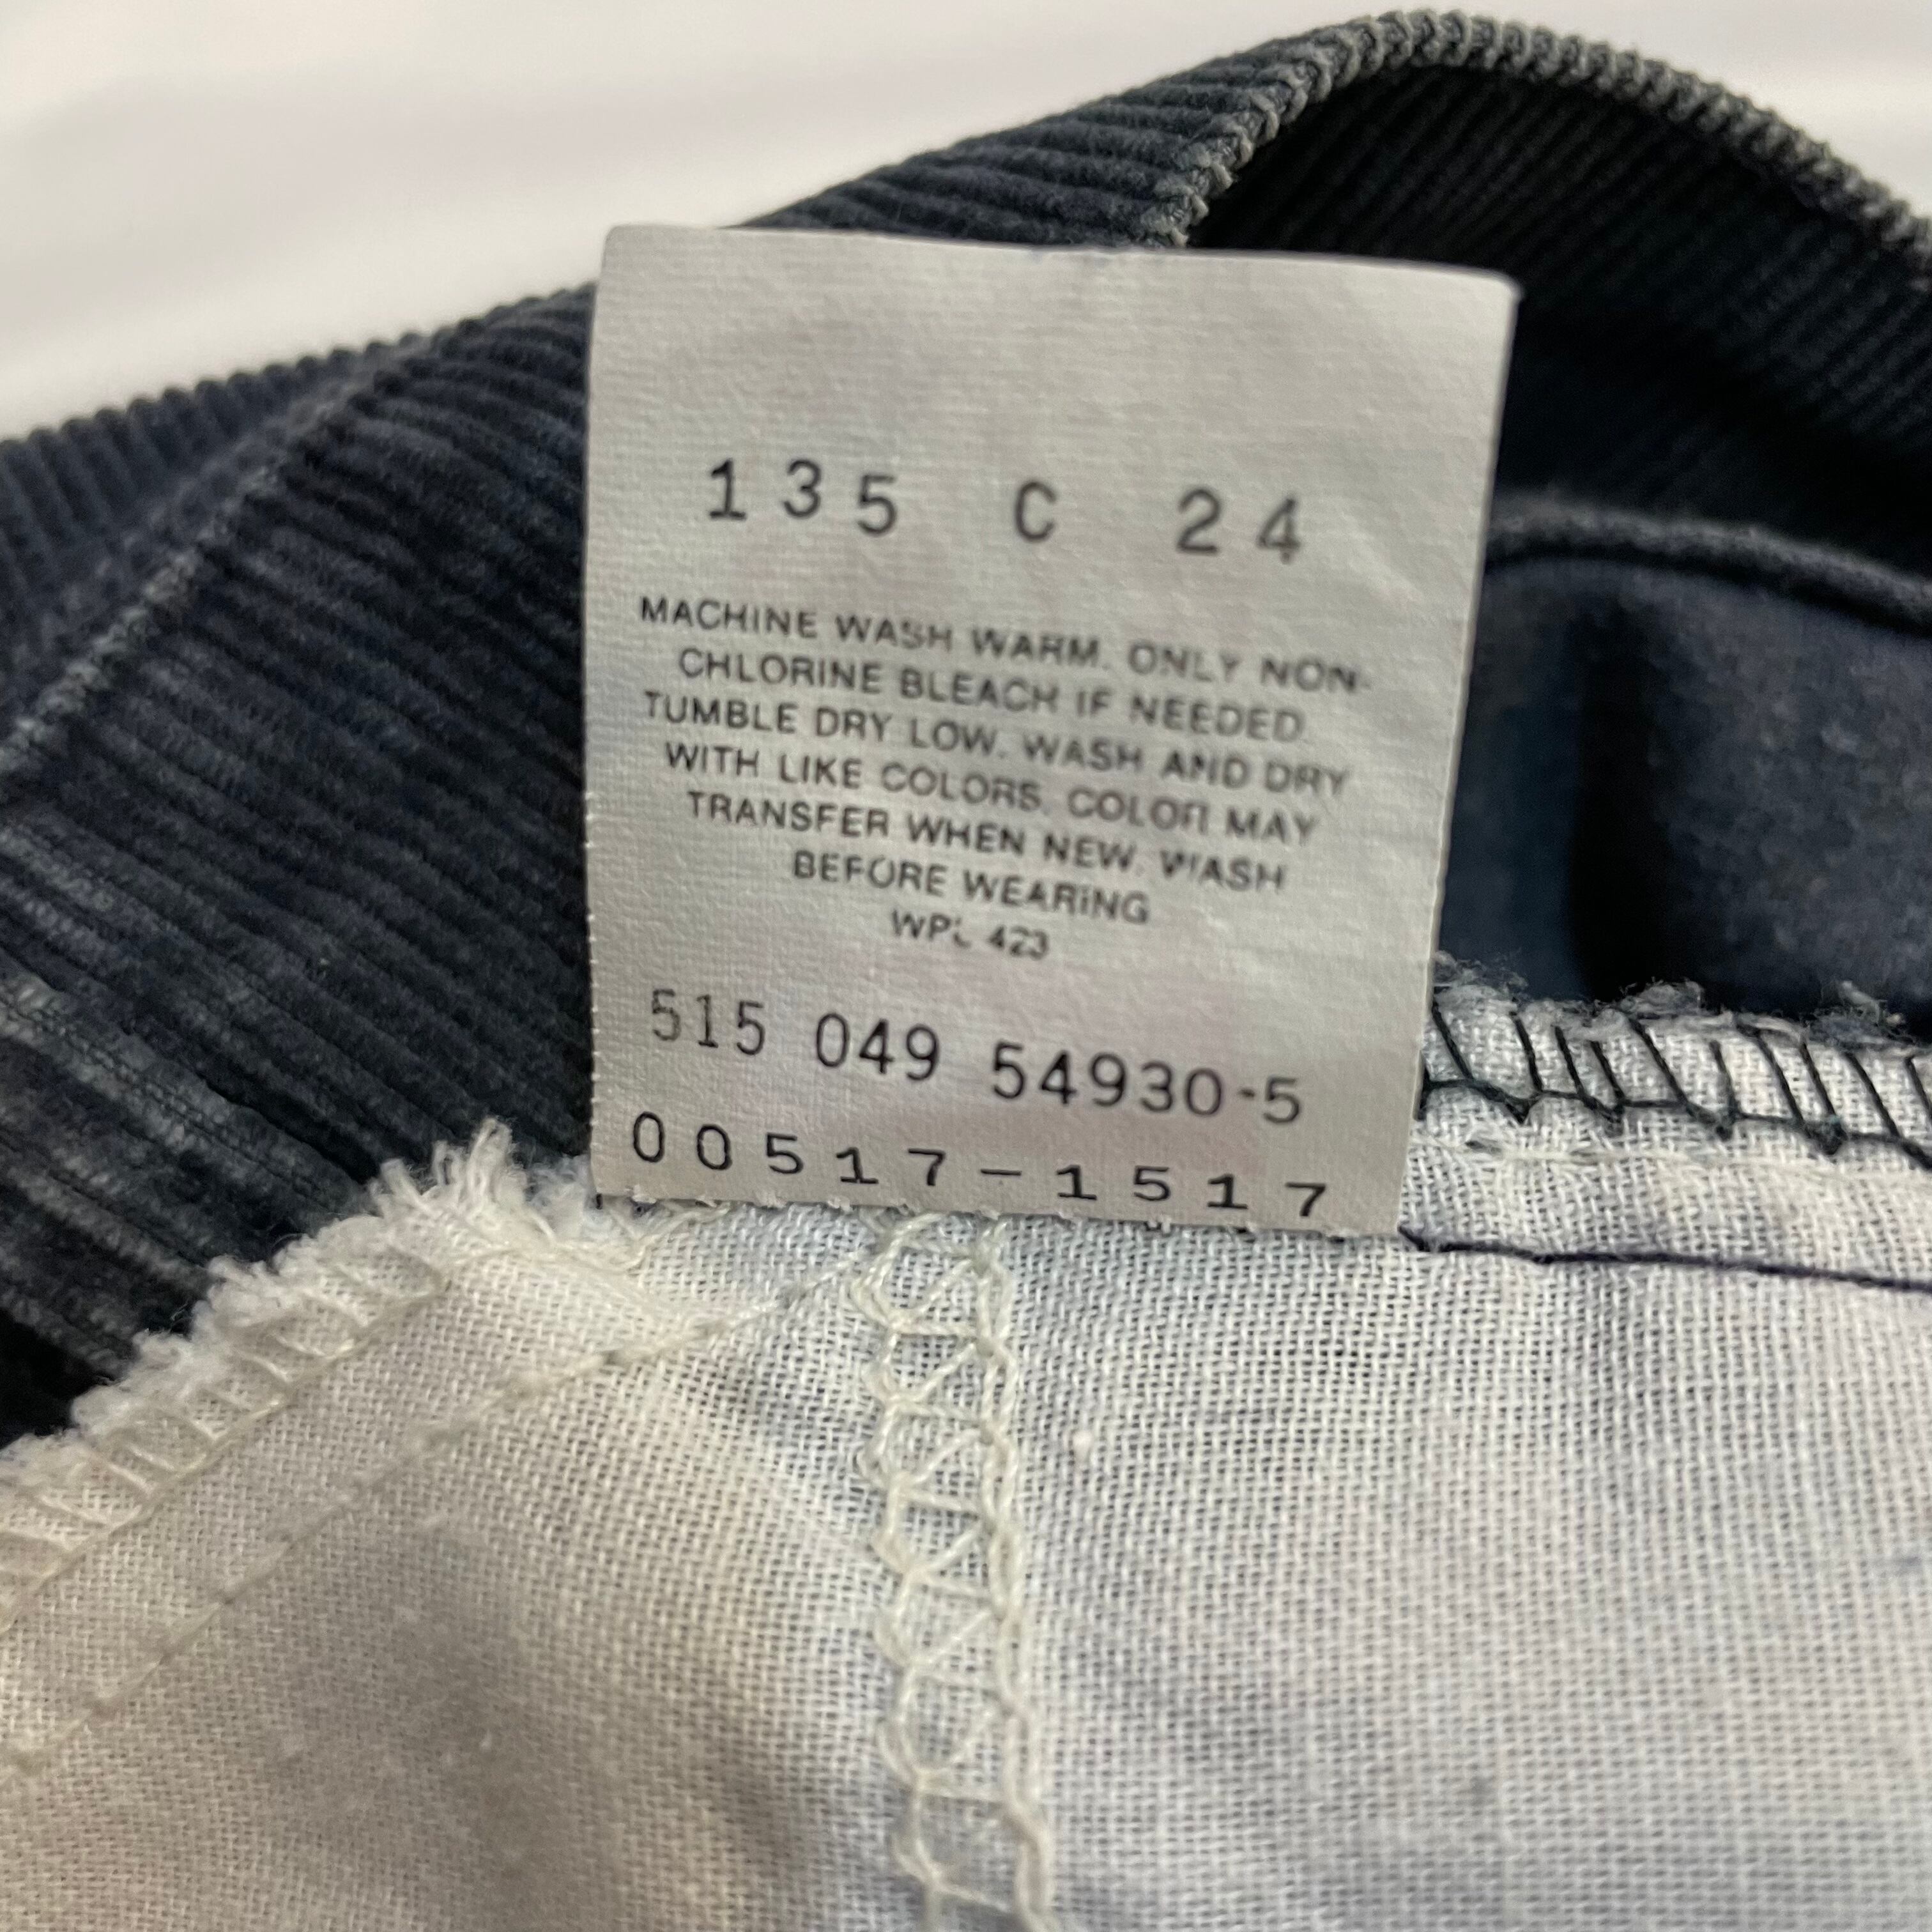 135 C 24
MACHINE WASH WARM. ONLY NON-
CHLORINE BLEACH IF NEEDED
TUMBLE DRY LOW. WASH AND DRY
WITH LIKE COLORS. COLOR MAY
TRANSFER WHEN NEW. WASH
BEFORE WEARING
WPL 423
515 049 54930-5
00517-1517